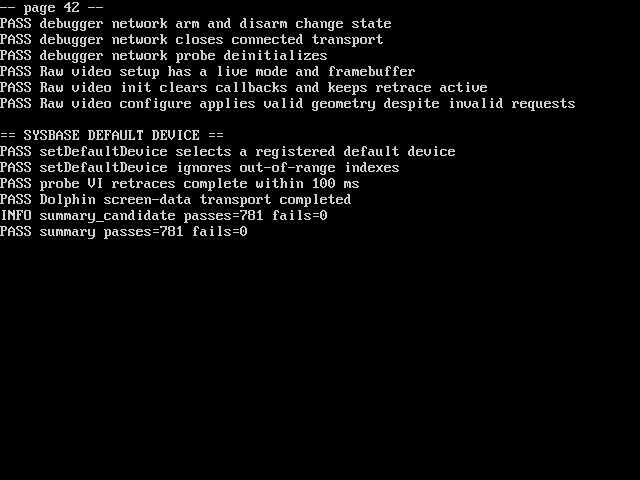 -- page 42 --
PASS debugger network arm and disarm change state
PASS debugger network closes connected transport
PASS debugger network probe deinitializes
PASS Raw video setup has a live mode and framebuffer
PASS Raw video init clears callbacks and keeps retrace active
PASS Raw video configure applies valid geometry despite invalid requests

== SYSBASE DEFAULT DEVICE ==
PASS setDefaultDevice selects a registered default device
PASS setDefaultDevice ignores out-of-range indexes
PASS probe VI retraces complete within 100 ms
PASS Dolphin screen-data transport completed
INFO summary_candidate passes=781 fails=0
PASS summary passes=781 fails=0